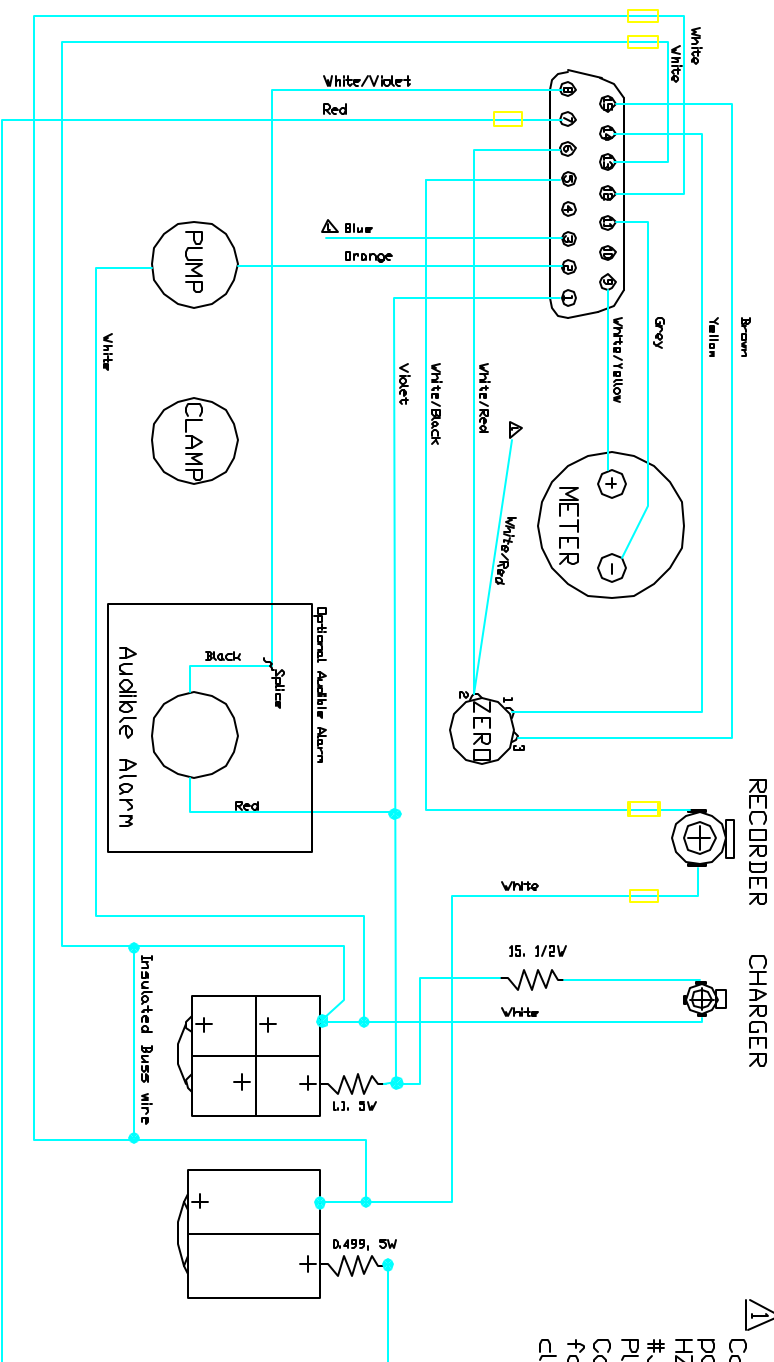 White
White
White/Violet
Red
8
7
6
5
4
3
2
1
15
14
13
12
11
10
9
1 Blue
Orange
PUMP
White
CLAMP
Violet
White/Black
White/Red
White/Yellow
Grey
Yellow
Brown
1
White/Red
METER
+
-
Optional Audible Alarm
Black
Splice
Audible Alarm
Red
2
1
3
ZERO
RECORDER
White
CHARGER
15. 1/2W
White
Insulated Buss wire
+
+
+
+
5W
+
+
0.499, 5W
1